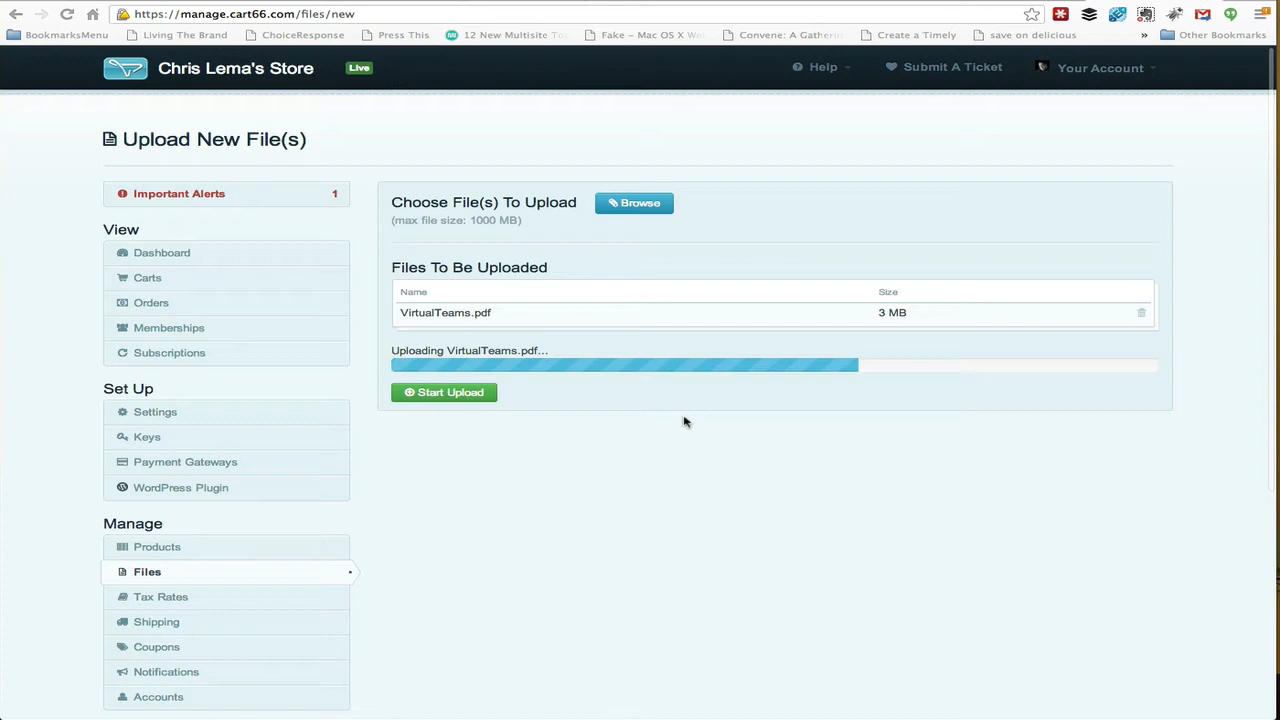 https://manage.cart66.com/files/new
BookmarksMenu Living The Brand ChoiceResponse Press This 12 New Multisite To Fake – Mac OS X We Convene: A Gatherin Create a Timely save on delicious » Other Bookmarks
Chris Lema's Store Live Help Submit A Ticket Your Account
Upload New File(s)
Important Alerts 1
View
Dashboard
Carts
Orders
Memberships
Subscriptions
Set Up
Settings
Keys
Payment Gateways
WordPress Plugin
Manage
Products
Files
Tax Rates
Shipping
Coupons
Notifications
Accounts
Choose File(s) To Upload Browse
(max file size: 1000 MB)
Files To Be Uploaded
Name Size
VirtualTeams.pdf 3 MB
Uploading VirtualTeams.pdf...
Start Upload